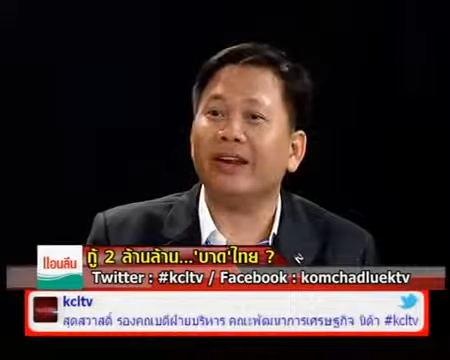 แอนลีน
กู้ 2 ล้านล้าน...'บาด'ไทย ?
Twitter : #kcltv / Facebook : komchadluektv
kcltv
สุดสวาสดิ์ รองคณบดีฝ่ายบริหาร คณะพัฒนาการเศรษฐกิจ นิด้า #kcltv